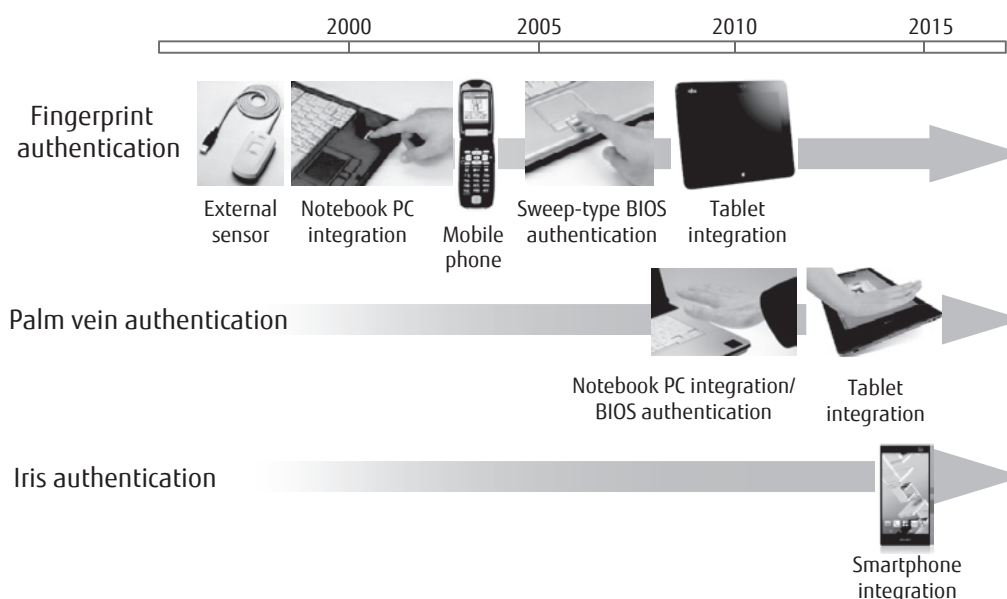 2000 2005 2010 2015
Fingerprint
authentication
External
sensor
Notebook PC
integration
Mobile
phone
Sweep-type BIOS
authentication
Tablet
integration
Palm vein authentication
Notebook PC integration/
BIOS authentication
Tablet
integration
Iris authentication
Smartphone
integration